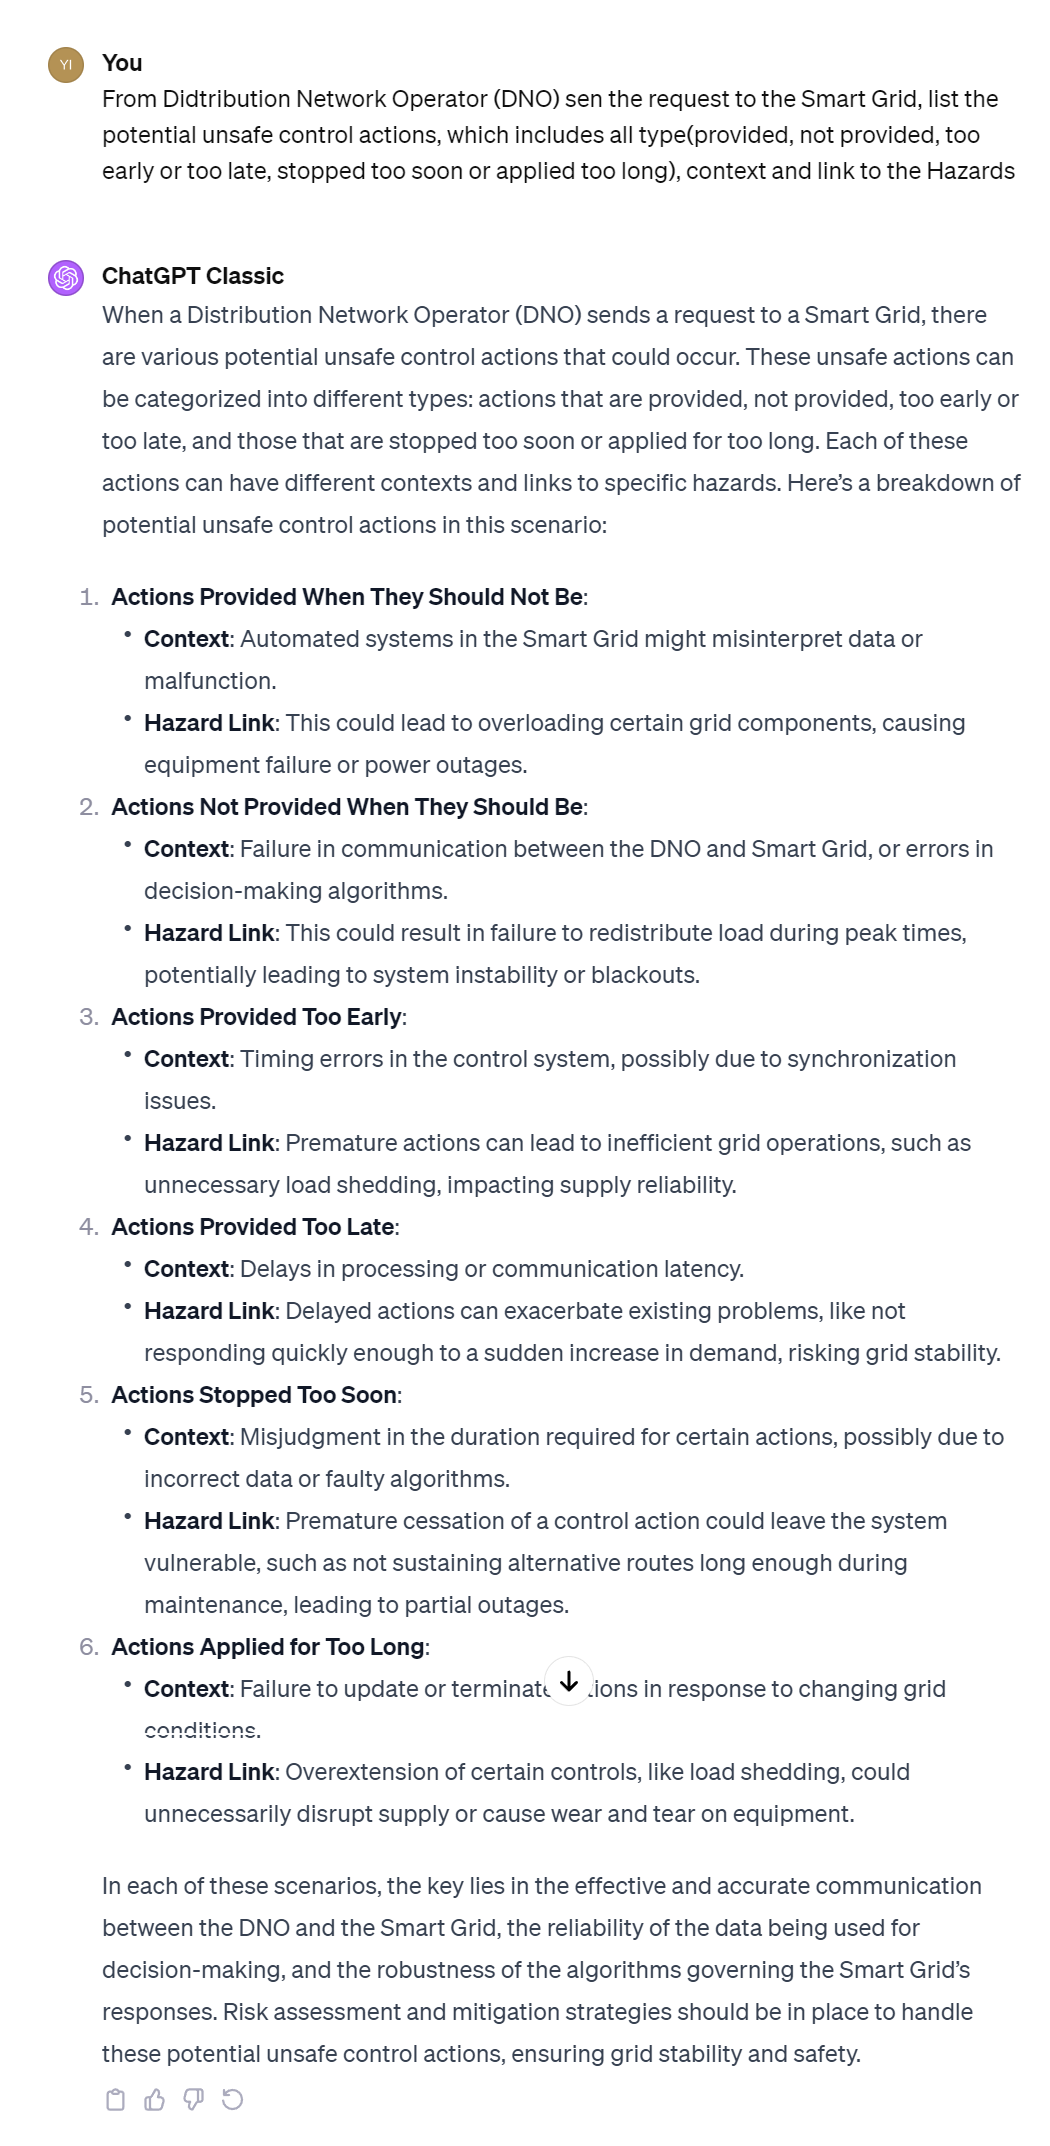 YI
You
From Didtribution Network Operator (DNO) sen the request to the Smart Grid, list the
potential unsafe control actions, which includes all type(provided, not provided, too
early or too late, stopped too soon or applied too long), context and link to the Hazards
ChatGPT Classic
When a Distribution Network Operator (DNO) sends a request to a Smart Grid, there
are various potential unsafe control actions that could occur. These unsafe actions can
be categorized into different types: actions that are provided, not provided, too early or
too late, and those that are stopped too soon or applied for too long. Each of these
actions can have different contexts and links to specific hazards. Here’s a breakdown of
potential unsafe control actions in this scenario:
1. Actions Provided When They Should Not Be:
• Context: Automated systems in the Smart Grid might misinterpret data or
malfunction.
• Hazard Link: This could lead to overloading certain grid components, causing
equipment failure or power outages.
2. Actions Not Provided When They Should Be:
• Context: Failure in communication between the DNO and Smart Grid, or errors in
decision-making algorithms.
• Hazard Link: This could result in failure to redistribute load during peak times,
potentially leading to system instability or blackouts.
3. Actions Provided Too Early:
• Context: Timing errors in the control system, possibly due to synchronization
issues.
• Hazard Link: Premature actions can lead to inefficient grid operations, such as
unnecessary load shedding, impacting supply reliability.
4. Actions Provided Too Late:
• Context: Delays in processing or communication latency.
• Hazard Link: Delayed actions can exacerbate existing problems, like not
responding quickly enough to a sudden increase in demand, risking grid stability.
5. Actions Stopped Too Soon:
• Context: Misjudgment in the duration required for certain actions, possibly due to
incorrect data or faulty algorithms.
• Hazard Link: Premature cessation of a control action could leave the system
vulnerable, such as not sustaining alternative routes long enough during
maintenance, leading to partial outages.
6. Actions Applied for Too Long:
• Context: Failure to update or terminate in response to changing grid
conditions.
• Hazard Link: Overextension of certain controls, like load shedding, could
unnecessarily disrupt supply or cause wear and tear on equipment.
In each of these scenarios, the key lies in the effective and accurate communication
between the DNO and the Smart Grid, the reliability of the data being used for
decision-making, and the robustness of the algorithms governing the Smart Grid’s
responses. Risk assessment and mitigation strategies should be in place to handle
these potential unsafe control actions, ensuring grid stability and safety.